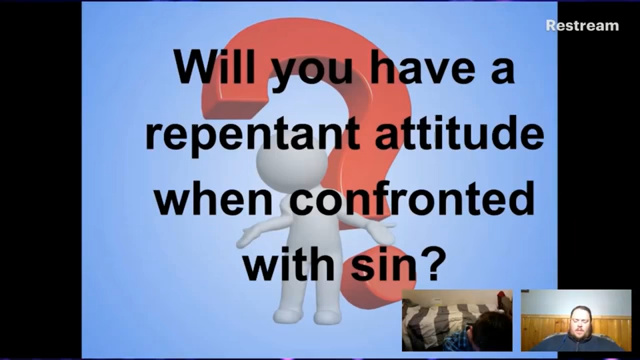 Restream
Will you have a
repentant attitude
when confronted
with sin?